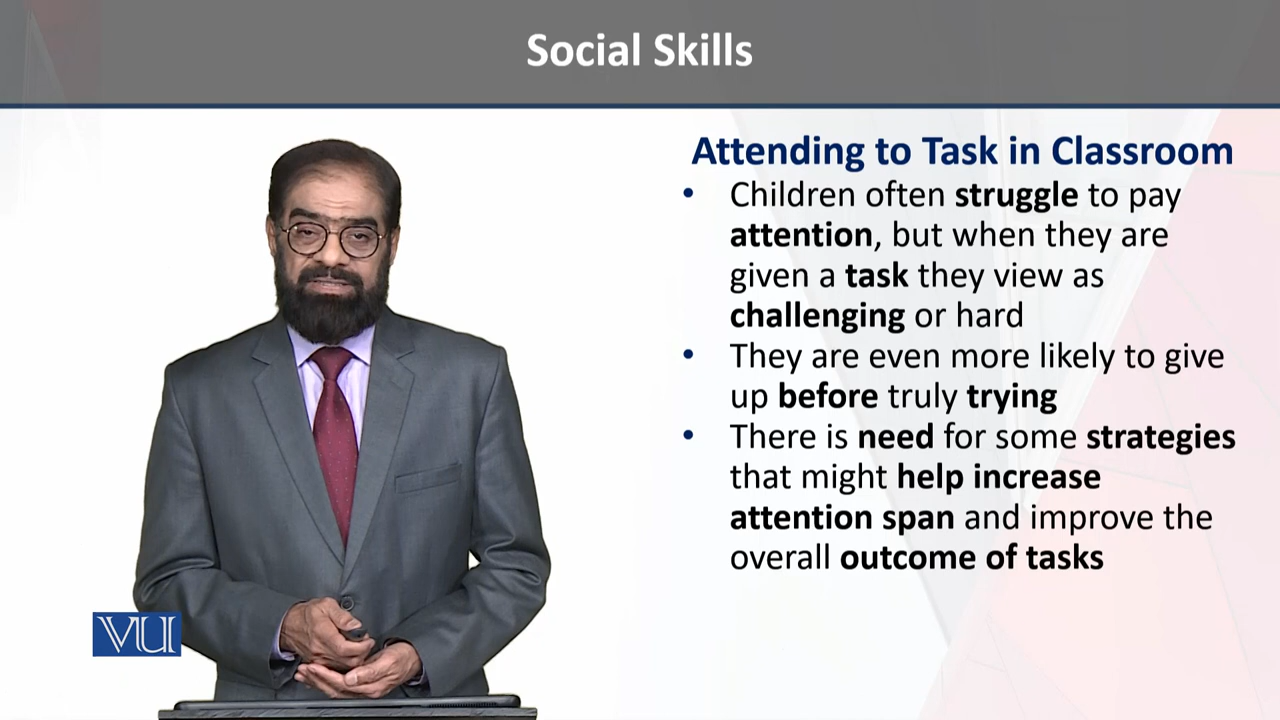 Social Skills
Attending to Task in Classroom
• Children often struggle to pay
attention, but when they are
given a task they view as
challenging or hard
• They are even more likely to give
up before truly trying
• There is need for some strategies
that might help increase
attention span and improve the
overall outcome of tasks
VU